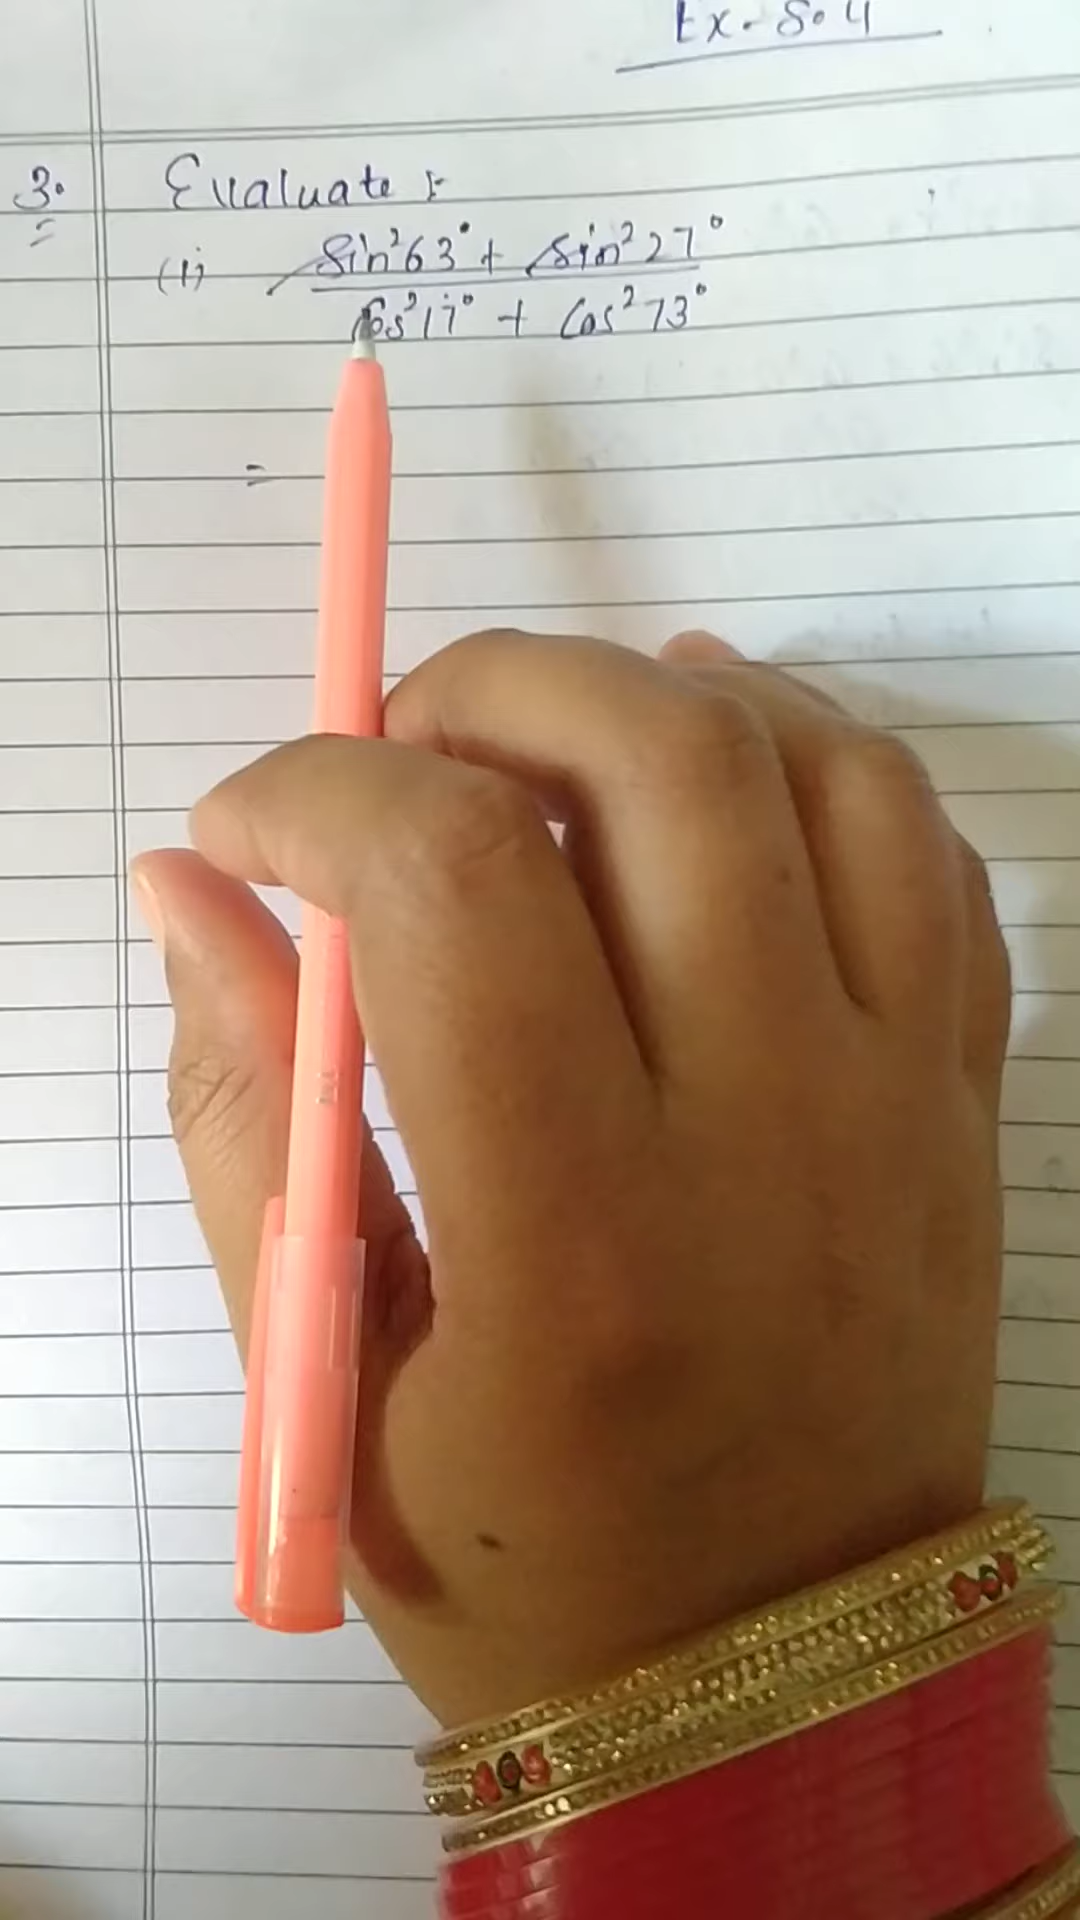 Ex. 8.4
3. Evaluate :
(i) sin²63° + sin²27°
Cos²17° + Cos²73°
=